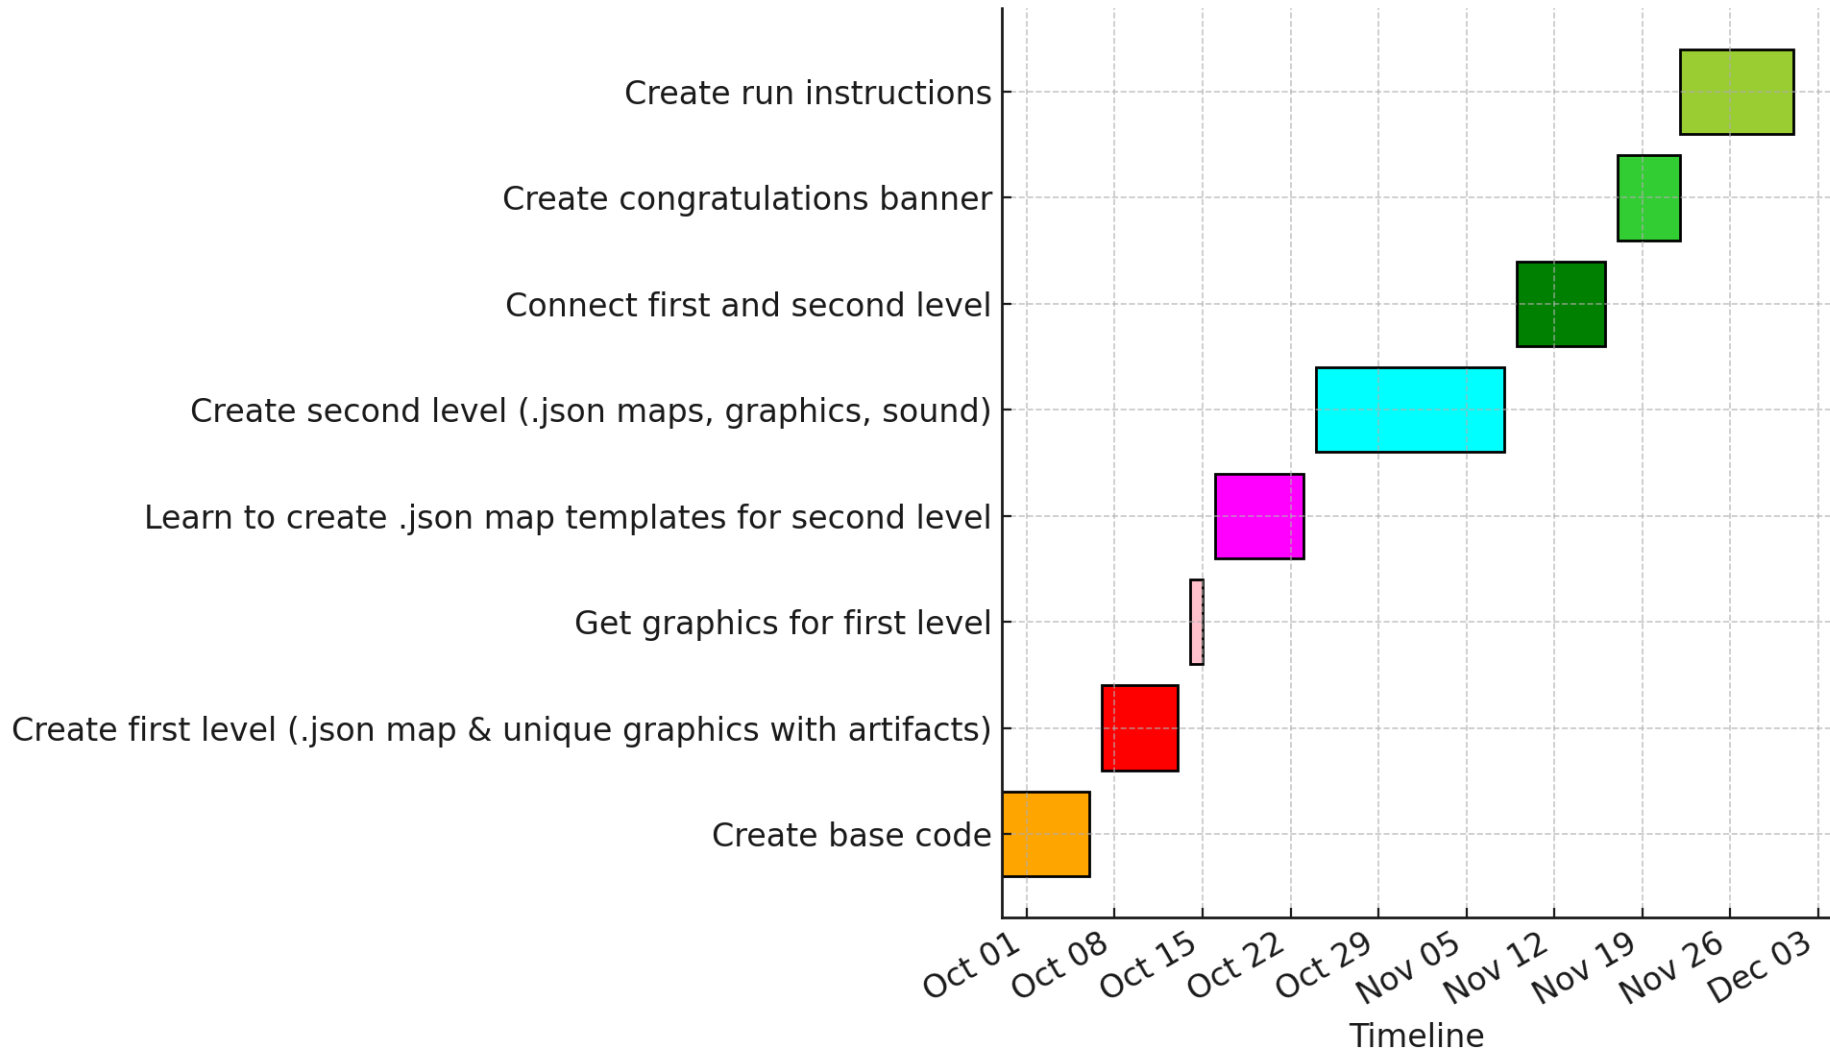 Create run instructions
Create congratulations banner
Connect first and second level
Create second level (.json maps, graphics, sound)
Learn to create .json map templates for second level
Get graphics for first level
Create first level (.json map & unique graphics with artifacts)
Create base code
Oct 01
Oct 08
Oct 15
Oct 22
Oct 29
Nov 05
Nov 12
Nov 19
Nov 26
Dec 03
Timeline